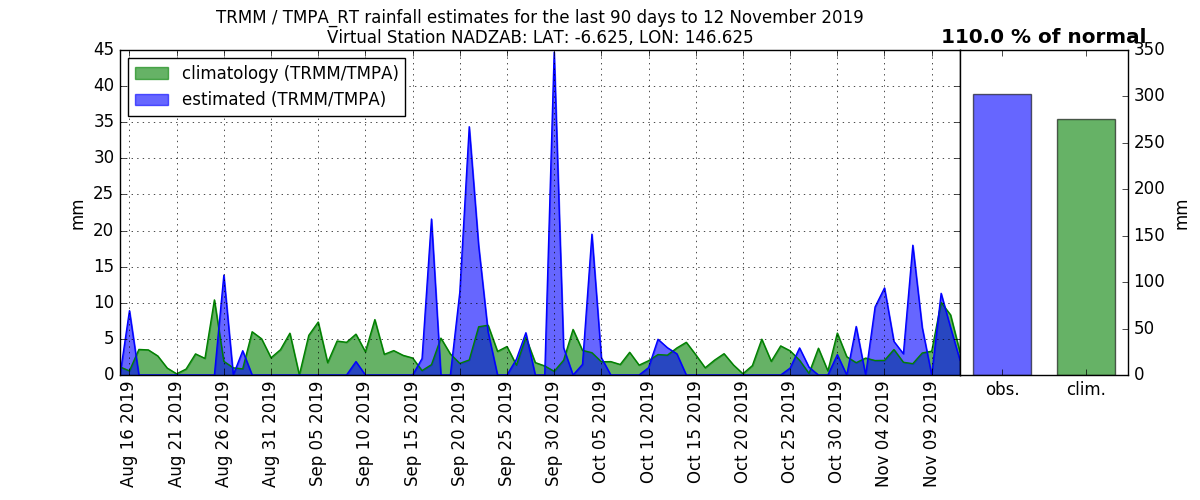 TRMM / TMPA_RT rainfall estimates for the last 90 days to 12 November 2019
Virtual Station NADZAB: LAT: -6.625, LON: 146.625
110.0 % of normal
climatology (TRMM/TMPA)
estimated (TRMM/TMPA)
mm
45
40
35
30
25
20
15
10
5
0
Aug 16 2019
Aug 21 2019
Aug 26 2019
Aug 31 2019
Sep 05 2019
Sep 10 2019
Sep 15 2019
Sep 20 2019
Sep 25 2019
Sep 30 2019
Oct 05 2019
Oct 10 2019
Oct 15 2019
Oct 20 2019
Oct 25 2019
Oct 30 2019
Nov 04 2019
Nov 09 2019
350
300
250
200
150
100
50
0
mm
obs.
clim.